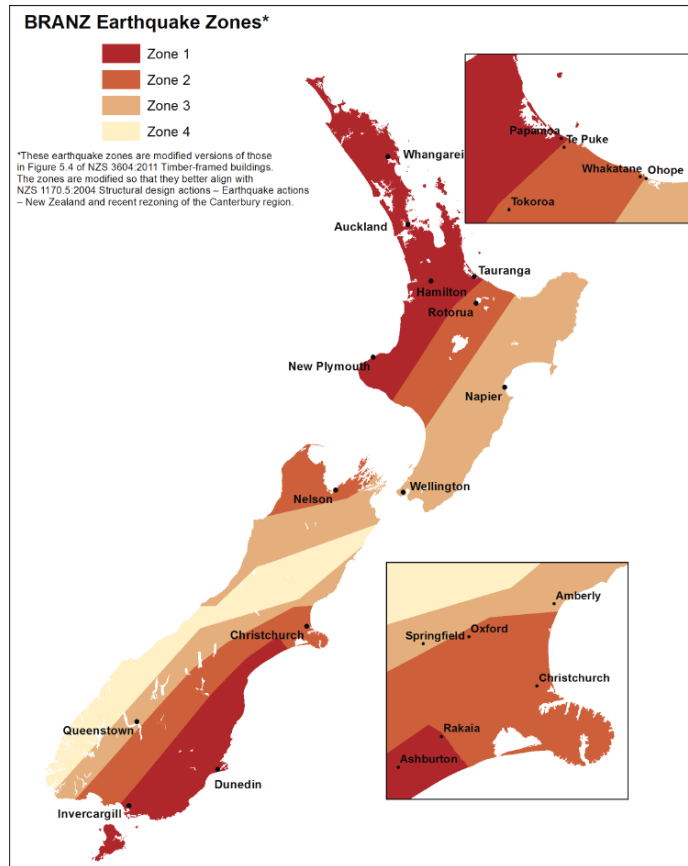 BRANZ Earthquake Zones*
Zone 1
Zone 2
Zone 3
Zone 4
*These earthquake zones are modified versions of those
in Figure 5.4 of NZS 3604:2011 Timber-framed buildings.
The zones are modified so that they better align with
NZS 1170.5:2004 Structural design actions – Earthquake actions
– New Zealand and recent rezoning of the Canterbury region.
Papamoa
Te Puke
Whakatane
Ohope
Tokoroa
Whangarei
Auckland
Tauranga
Hamilton
Rotorua
New Plymouth
Napier
Wellington
Nelson
Christchurch
Queenstown
Dunedin
Invercargill
Amberly
Oxford
Springfield
Christchurch
Rakaia
Ashburton